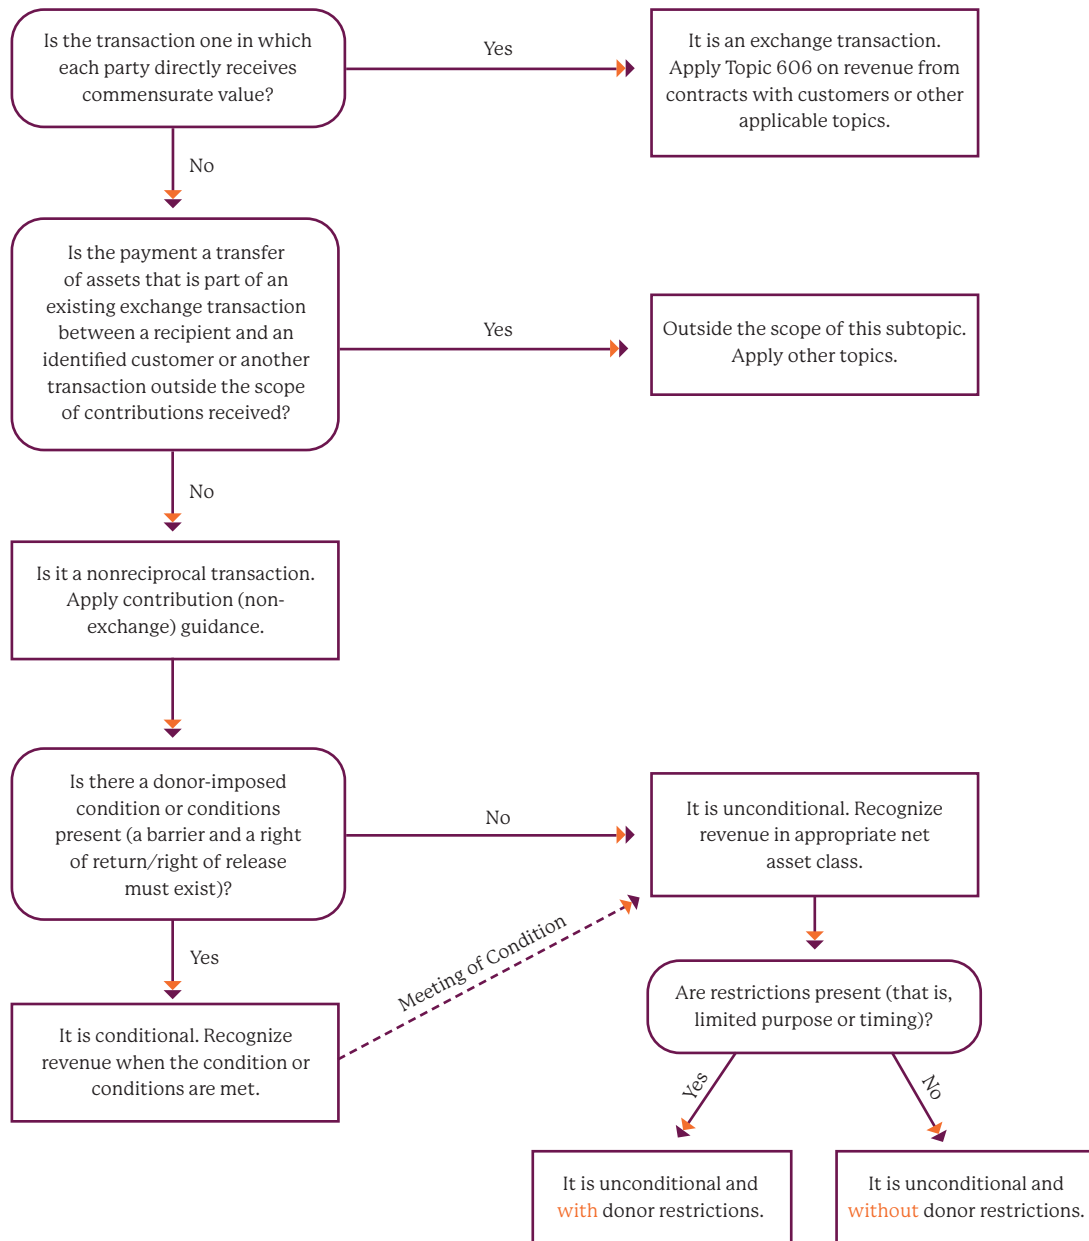 Is the transaction one in which
each party directly receives
commensurate value?
Yes
It is an exchange transaction.
Apply Topic 606 on revenue from
contracts with customers or other
applicable topics.
No
Is the payment a transfer
of assets that is part of an
existing exchange transaction
between a recipient and an
identified customer or another
transaction outside the scope
of contributions received?
Yes
Outside the scope of this subtopic.
Apply other topics.
No
Is it a nonreciprocal transaction.
Apply contribution (non-
exchange) guidance.
Is there a donor-imposed
condition or conditions
present (a barrier and a right
of return/right of release
must exist)?
No
It is unconditional. Recognize
revenue in appropriate net
asset class.
Yes
Meeting of Condition
It is conditional. Recognize
revenue when the condition or
conditions are met.
Are restrictions present (that is,
limited purpose or timing)?
Yes
No
It is unconditional and
with donor restrictions.
It is unconditional and
without donor restrictions.